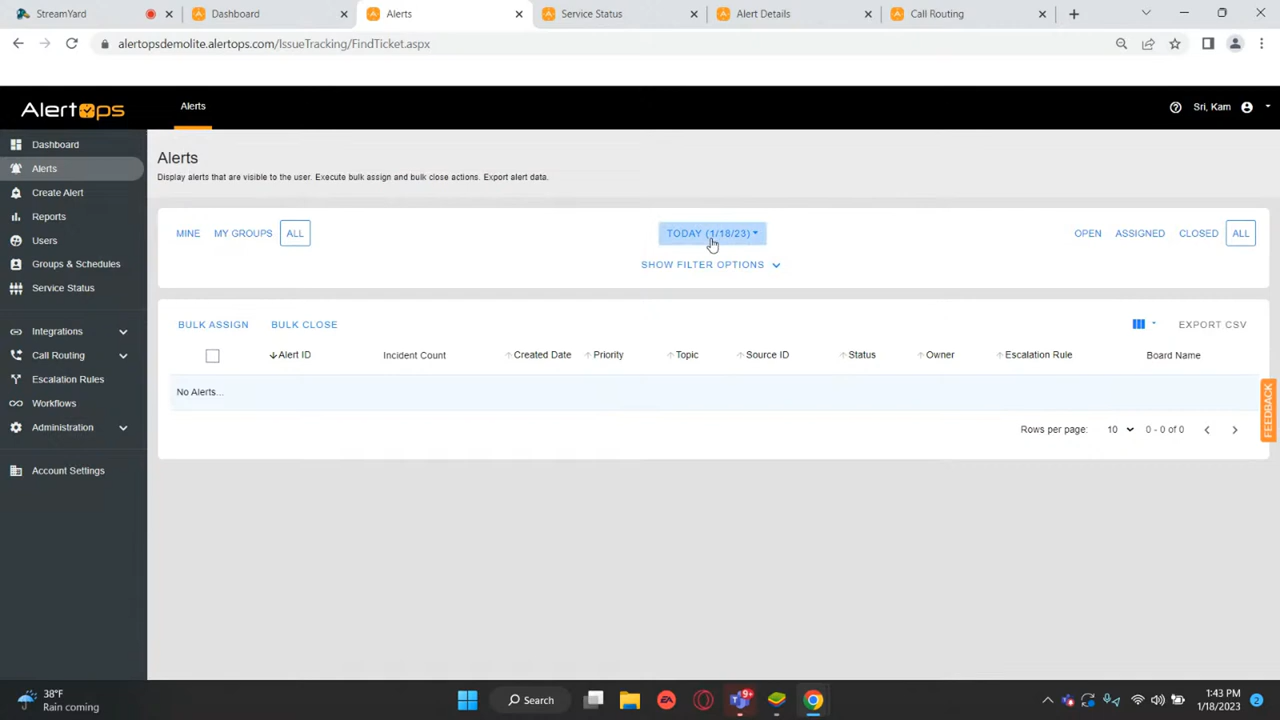 StreamYard
Dashboard
Alerts
Service Status
Alert Details
Call Routing
alertopsdemolite.alertops.com/IssueTracking/FindTicket.aspx
AlertOps
Alerts
Sri, Kam
Dashboard
Alerts
Create Alert
Reports
Users
Groups & Schedules
Service Status
Integrations
Call Routing
Escalation Rules
Workflows
Administration
Account Settings
Alerts
Display alerts that are visible to the user. Execute bulk assign and bulk close actions. Export alert data.
MINE MY GROUPS ALL
TODAY (1/18/23)
OPEN ASSIGNED CLOSED ALL
SHOW FILTER OPTIONS
BULK ASSIGN BULK CLOSE
EXPORT CSV
Alert ID Incident Count Created Date Priority Topic Source ID Status Owner Escalation Rule Board Name
No Alerts...
Rows per page: 10 0 - 0 of 0
FEEDBACK
38°F
Rain coming
Search
9+
1:43 PM
1/18/2023
2